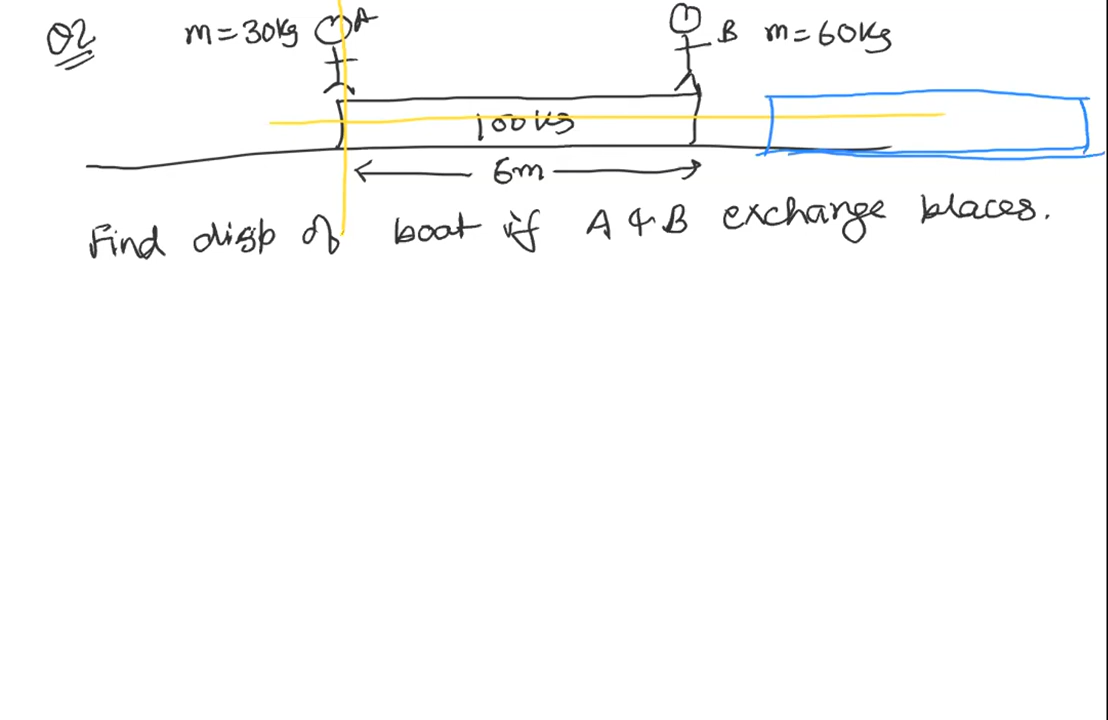 Q2 m=30kg A B m=60kg
100kg
6m
Find disp of boat if A & B exchange places.